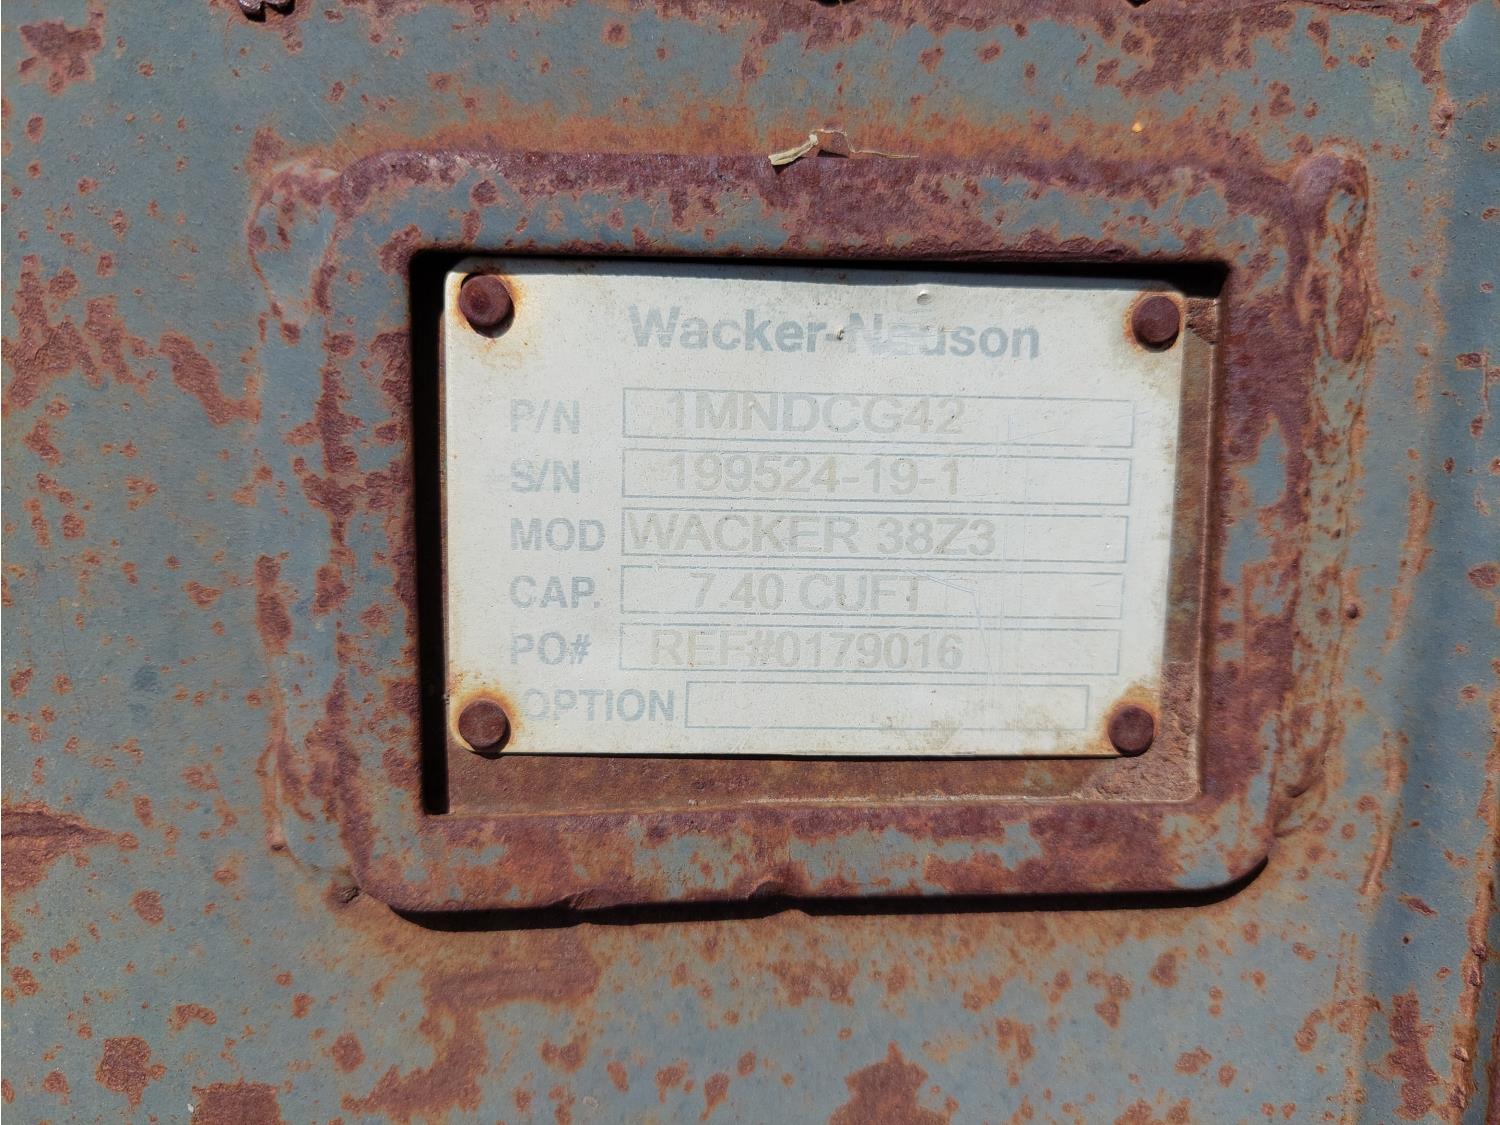 Wacker-Neuson
P/N 1MNDCG42
S/N 199524-19-1
MOD WACKER 38Z3
CAP. 7.40 CUFT
PO# REF#0179016
OPTION